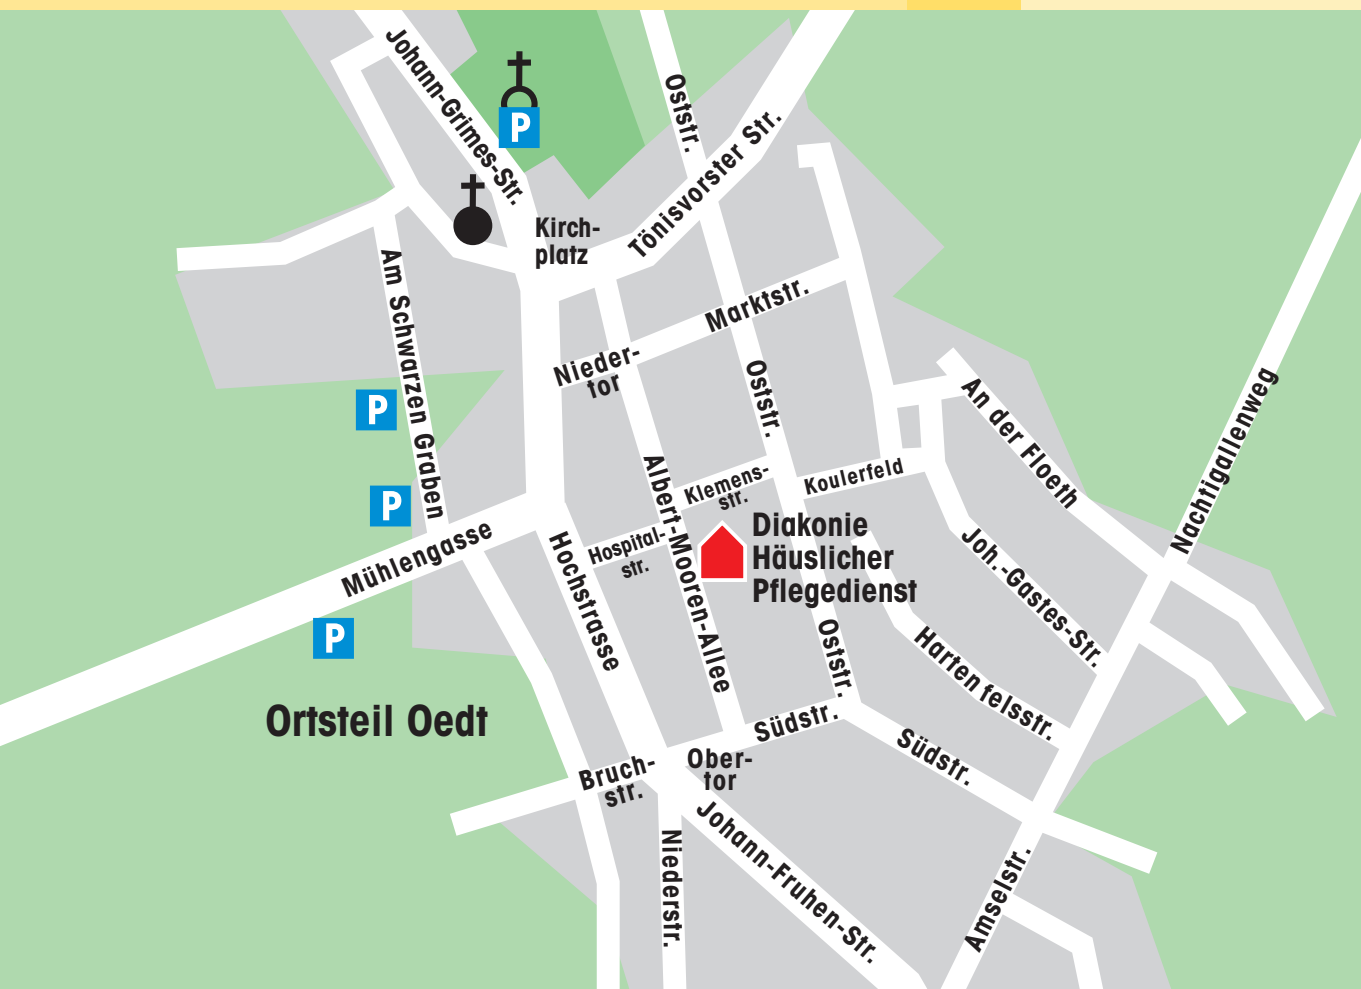 Johann-Grimes-Str.
P
Oststr.
Tönisvorster Str.
Kirch-
platz
Am Schwarzen Graben
Marktstr.
Nieder-
tor
P
Oststr.
An der Floeth
Nachtigallenweg
P
Albert-Mooren-Allee
Klemens-
str.
Koulerfeld
Mühlengasse
Hochstrasse
Hospital-
str.
Diakonie
Häuslicher
Pflegedienst
Joh.-Gastes-Str.
P
Oststr.
Hartenfelsstr.
Ortsteil Oedt
Südstr.
Südstr.
Bruch-
str.
Ober-
tor
Niederstr.
Johann-Fruhen-Str.
Amselstr.